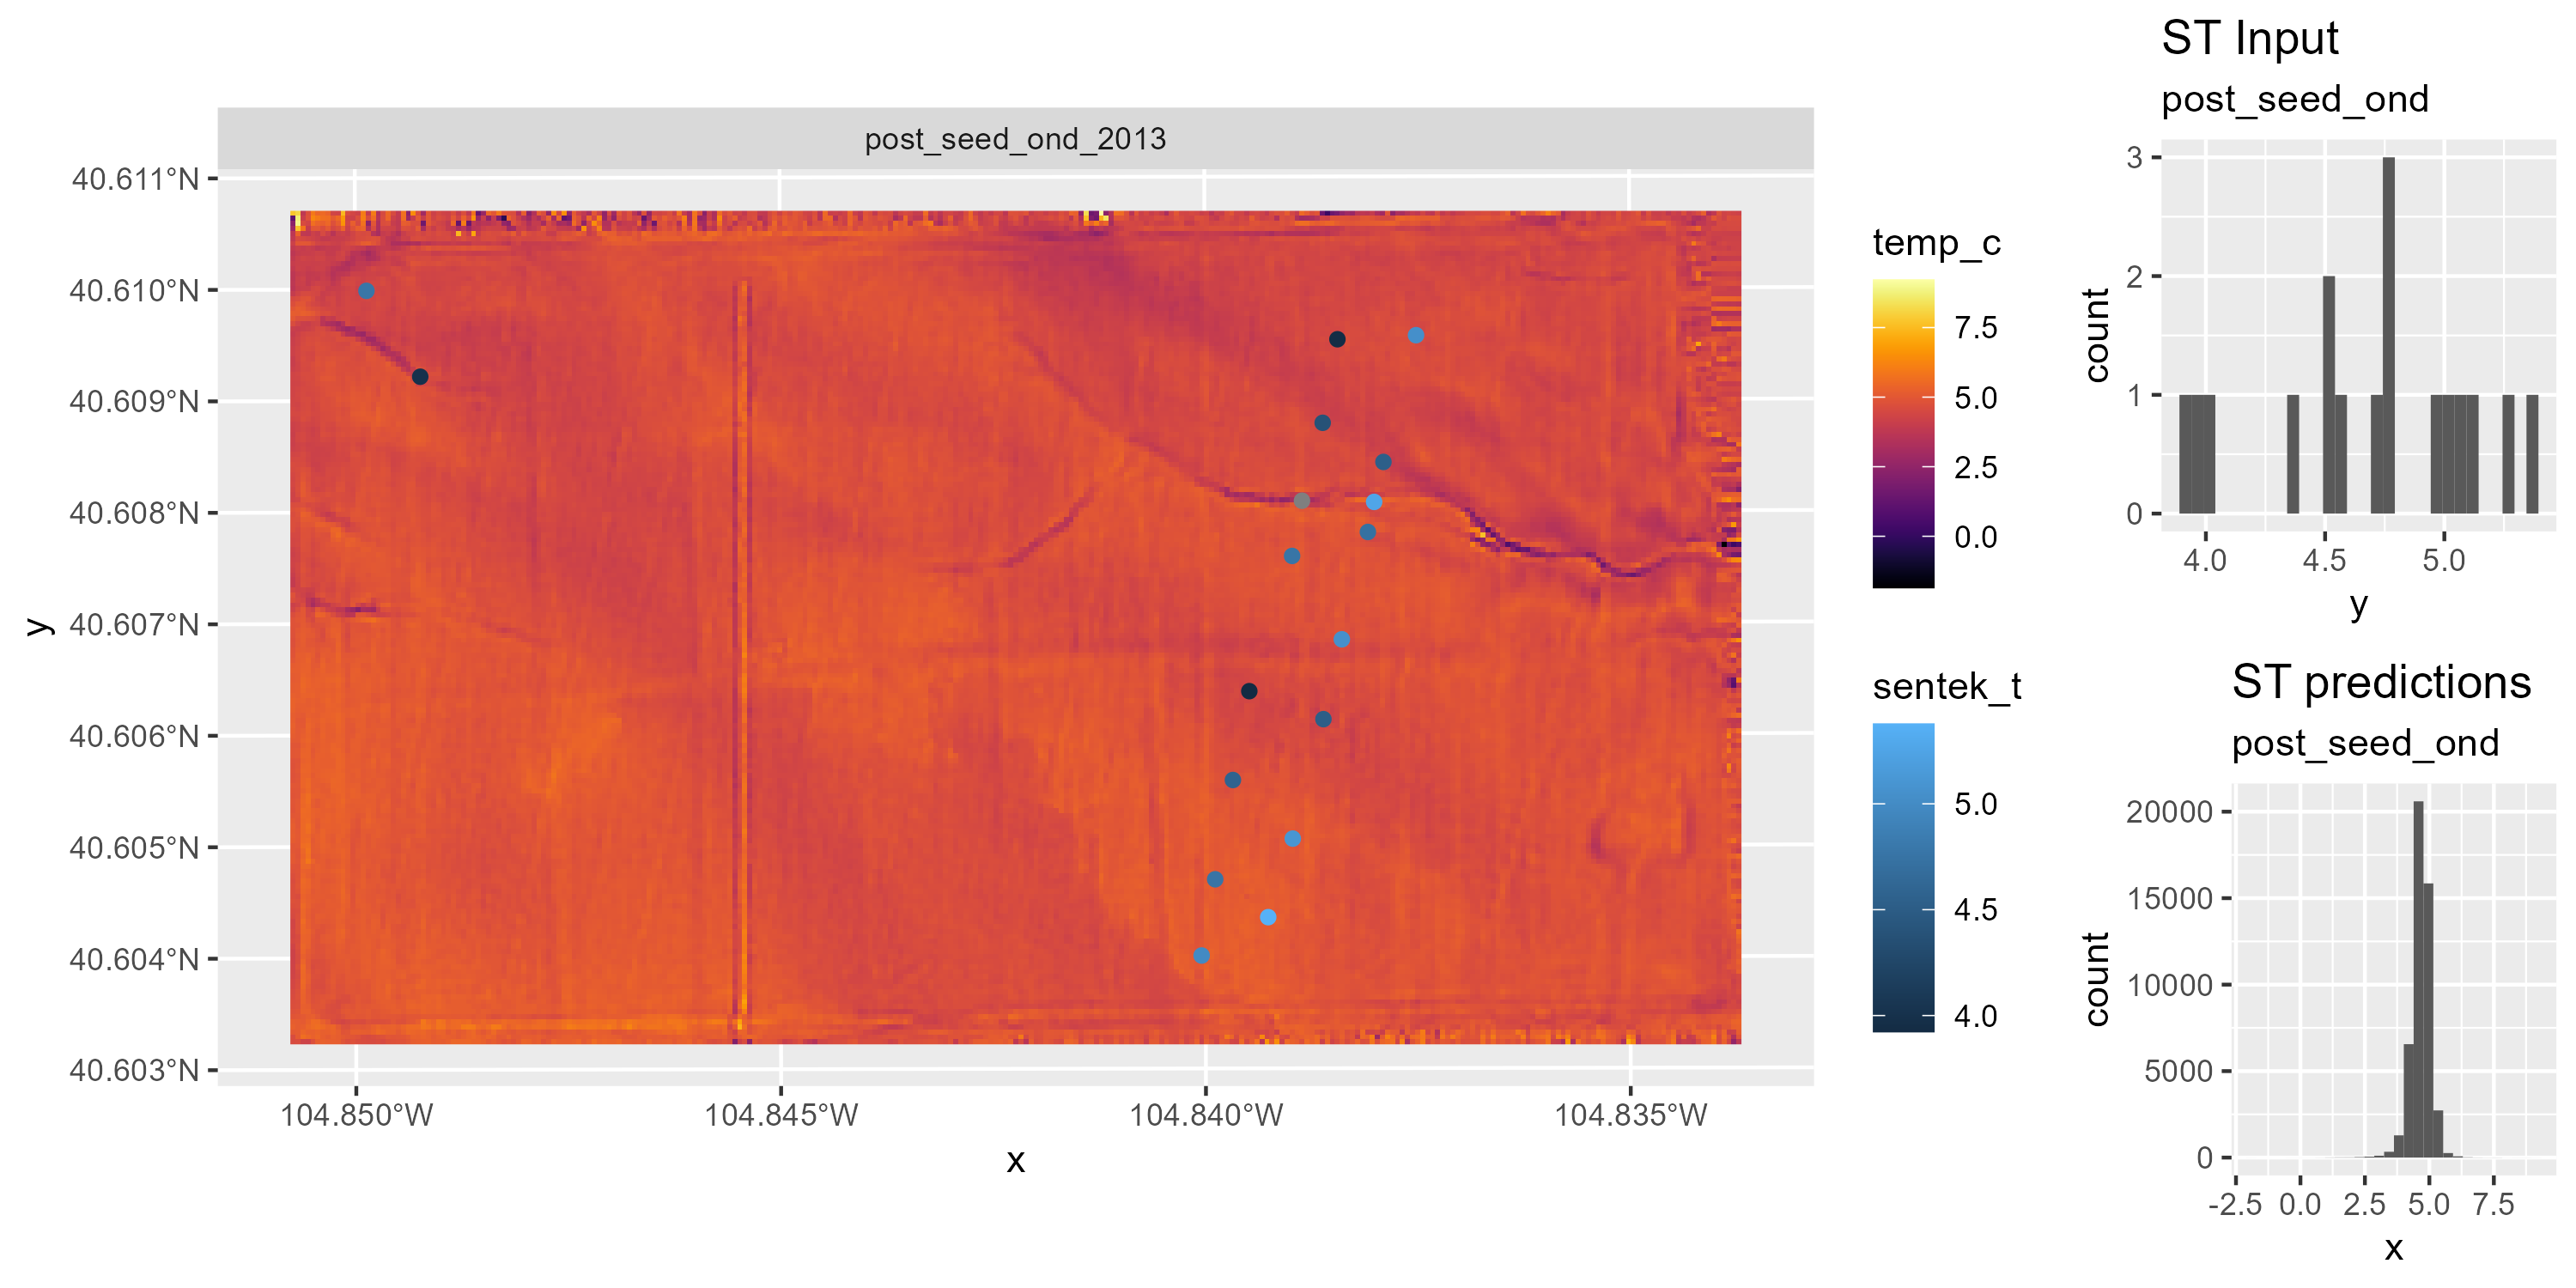 post_seed_ond_2013
40.611°N
40.610°N
40.609°N
40.608°N
40.607°N
40.606°N
40.605°N
40.604°N
40.603°N
y
104.850°W 104.845°W 104.840°W 104.835°W
x
temp_c
7.5
5.0
2.5
0.0
sentek_t
5.0
4.5
4.0
ST Input
post_seed_ond
3
2
1
0
count
4.0 4.5 5.0
y
ST predictions
post_seed_ond
20000
15000
10000
5000
0
count
-2.5 0.0 2.5 5.0 7.5
x